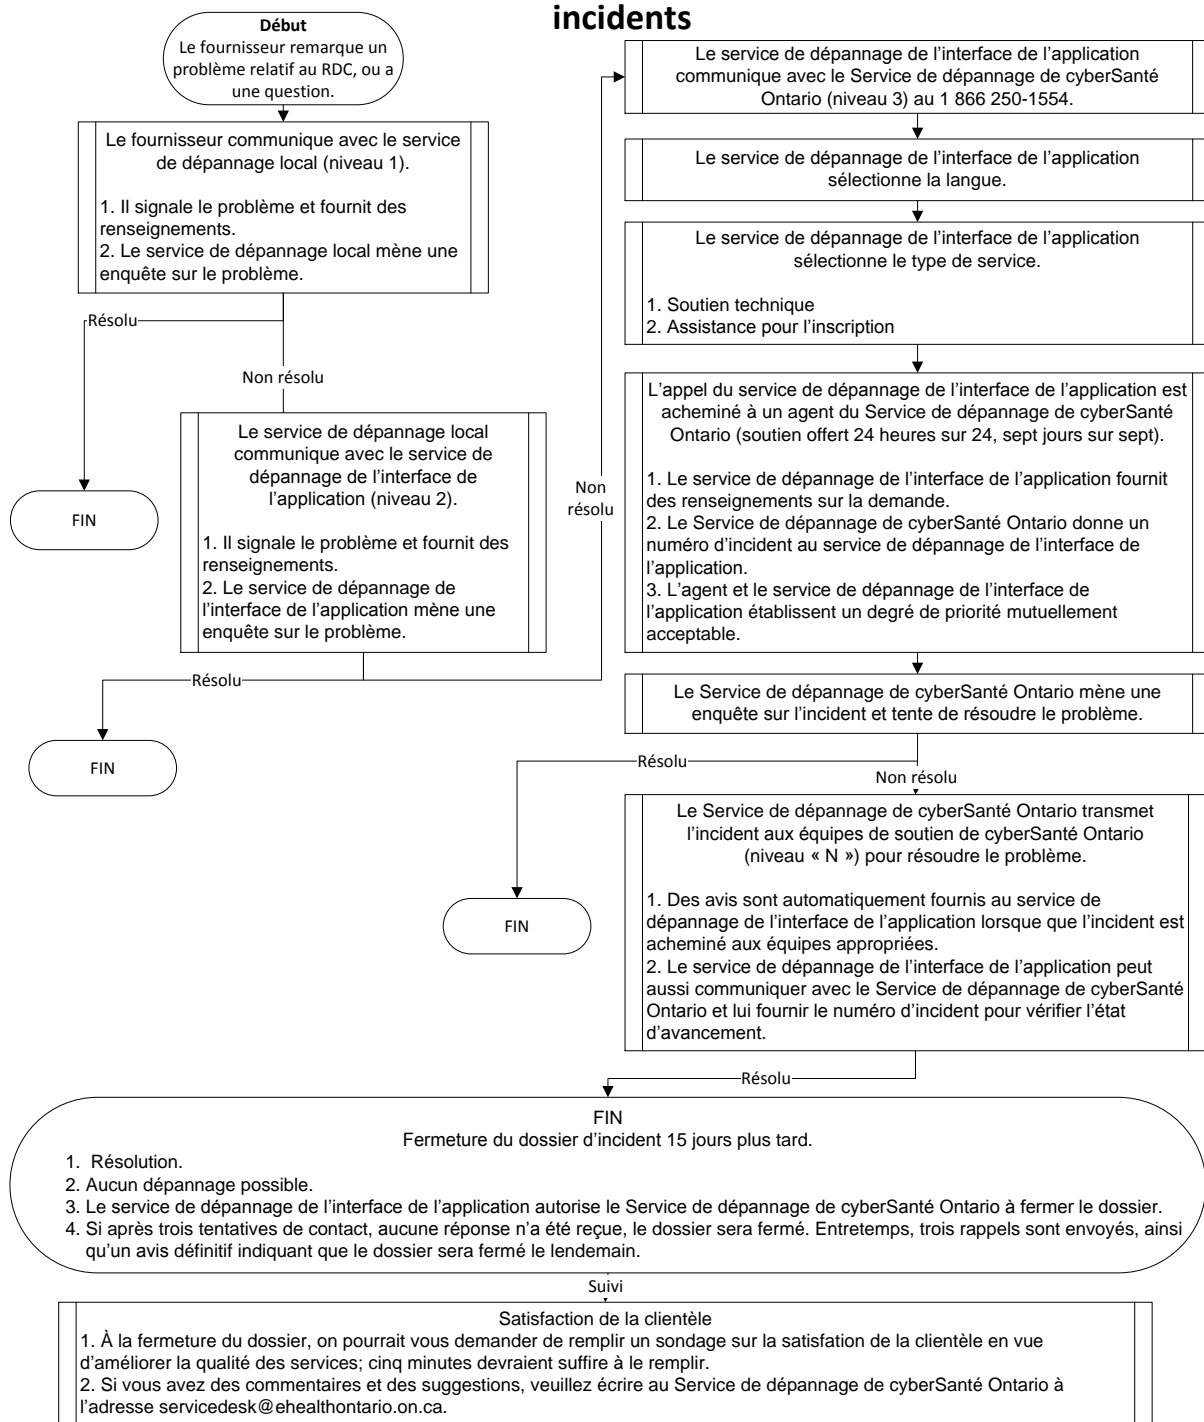 incidents
Début
Le fournisseur remarque un
problème relatif au RDC, ou a
une question.
Le fournisseur communique avec le service
de dépannage local (niveau 1).
1. Il signale le problème et fournit des
renseignements.
2. Le service de dépannage local mène une
enquête sur le problème.
Résolu
Non résolu
FIN
Le service de dépannage local
communique avec le service de
dépannage de l’interface de
l’application (niveau 2).
1. Il signale le problème et fournit des
renseignements.
2. Le service de dépannage de
l’interface de l’application mène une
enquête sur le problème.
Résolu
FIN
Non
résolu
Le service de dépannage de l’interface de l’application
communique avec le Service de dépannage de cyberSanté
Ontario (niveau 3) au 1 866 250-1554.
Le service de dépannage de l’interface de l’application
sélectionne la langue.
Le service de dépannage de l’interface de l’application
sélectionne le type de service.
1. Soutien technique
2. Assistance pour l’inscription
L’appel du service de dépannage de l’interface de l’application est
acheminé à un agent du Service de dépannage de cyberSanté
Ontario (soutien offert 24 heures sur 24, sept jours sur sept).
1. Le service de dépannage de l’interface de l’application fournit
des renseignements sur la demande.
2. Le Service de dépannage de cyberSanté Ontario donne un
numéro d’incident au service de dépannage de l’interface de
l’application.
3. L’agent et le service de dépannage de l’interface de
l’application établissent un degré de priorité mutuellement
acceptable.
Le Service de dépannage de cyberSanté Ontario mène une
enquête sur l’incident et tente de résoudre le problème.
Résolu
Non résolu
FIN
Le Service de dépannage de cyberSanté Ontario transmet
l’incident aux équipes de soutien de cyberSanté Ontario
(niveau « N ») pour résoudre le problème.
1. Des avis sont automatiquement fournis au service de
dépannage de l’interface de l’application lorsque que l’incident est
acheminé aux équipes appropriées.
2. Le service de dépannage de l’interface de l’application peut
aussi communiquer avec le Service de dépannage de cyberSanté
Ontario et lui fournir le numéro d’incident pour vérifier l’état
d’avancement.
Résolu
FIN
Fermeture du dossier d’incident 15 jours plus tard.
1. Résolution.
2. Aucun dépannage possible.
3. Le service de dépannage de l’interface de l’application autorise le Service de dépannage de cyberSanté Ontario à fermer le dossier.
4. Si après trois tentatives de contact, aucune réponse n’a été reçue, le dossier sera fermé. Entretemps, trois rappels sont envoyés, ainsi
qu’un avis définitif indiquant que le dossier sera fermé le lendemain.
Suivi
Satisfaction de la clientèle
1. À la fermeture du dossier, on pourrait vous demander de remplir un sondage sur la satisfation de la clientèle en vue
d’améliorer la qualité des services; cinq minutes devraient suffire à le remplir.
2. Si vous avez des commentaires et des suggestions, veuillez écrire au Service de dépannage de cyberSanté Ontario à
l’adresse servicedesk@ehealthontario.on.ca.